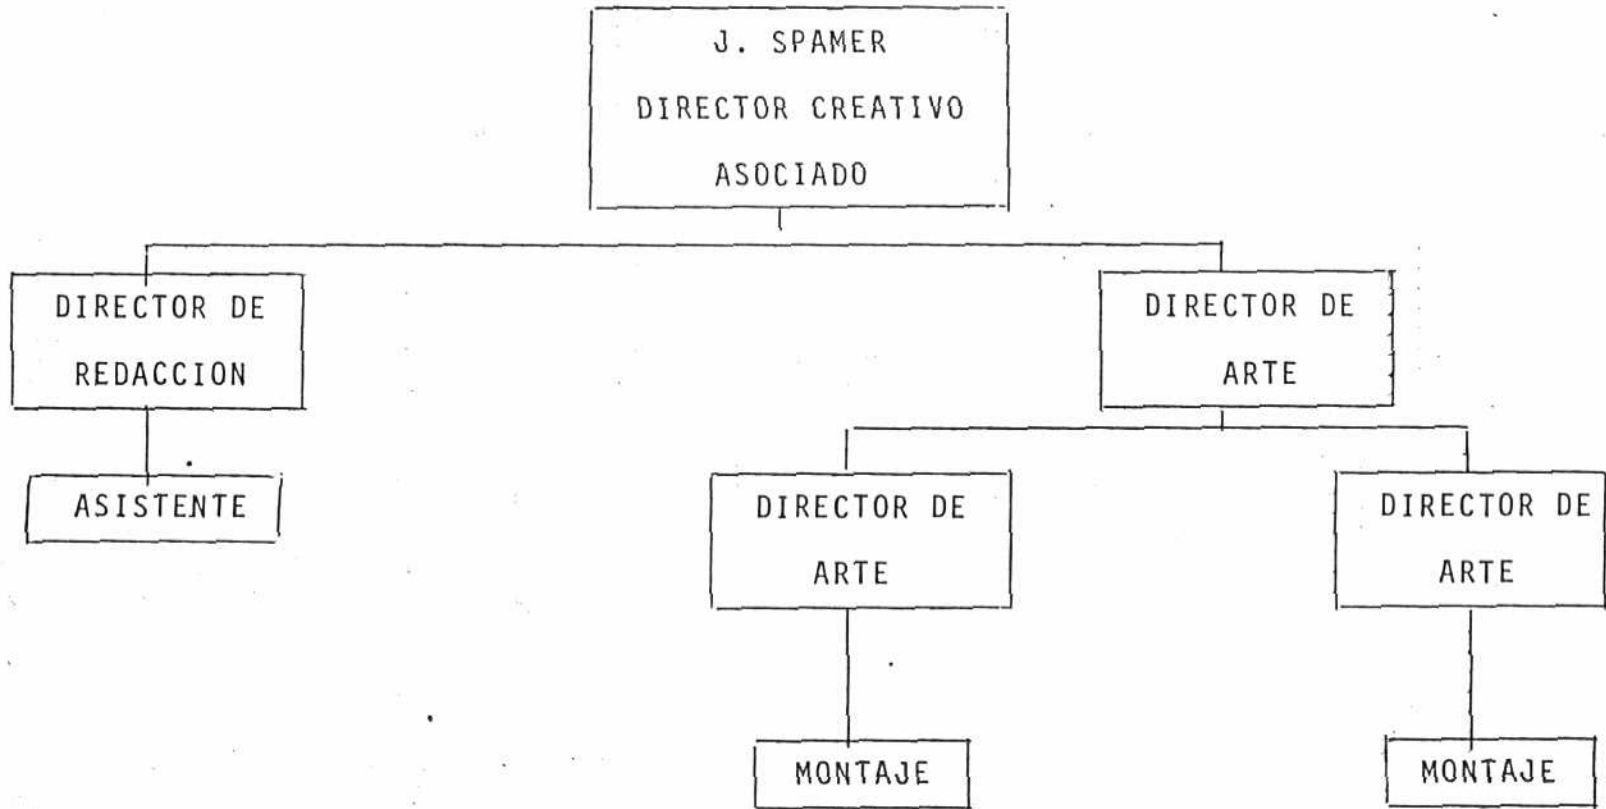 J. SPAMER
DIRECTOR CREATIVO
ASOCIADO
DIRECTOR DE
REDACCION
DIRECTOR DE
ARTE
ASISTENTE
DIRECTOR DE
ARTE
DIRECTOR DE
ARTE
MONTAJE
MONTAJE